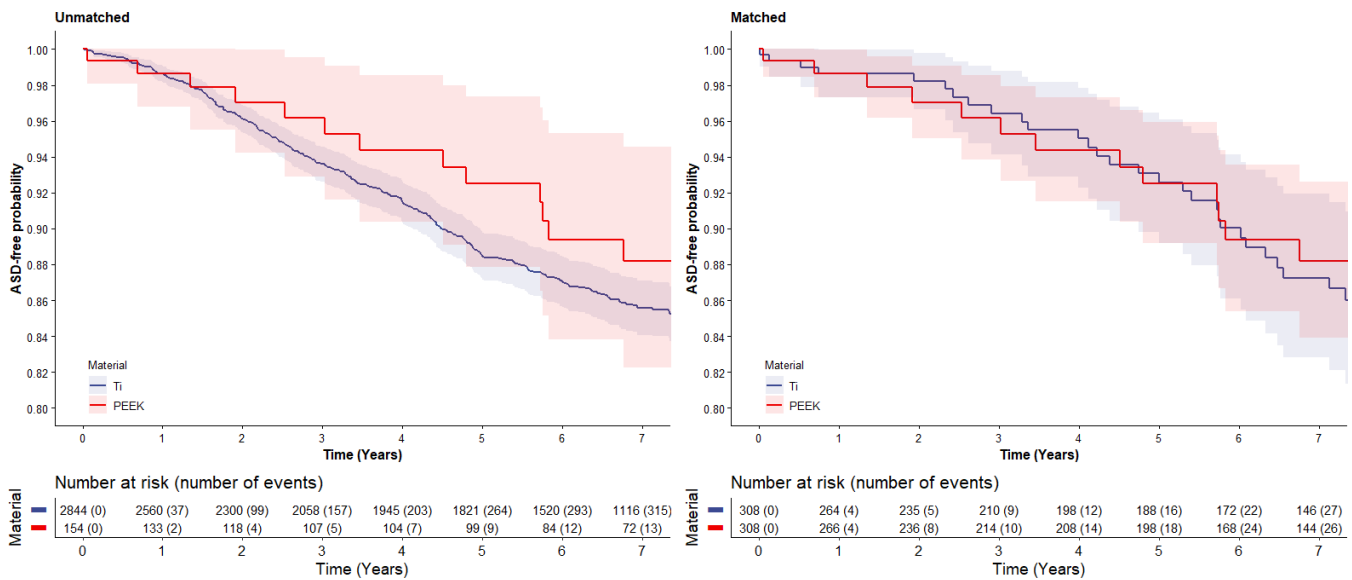 Unmatched
1.00
0.98
0.96
0.94
0.92
0.90
0.88
0.86
0.84
0.82
0.80
ASD-free probability
Material
Ti
PEEK
0 1 2 3 4 5 6 7
Time (Years)
Number at risk (number of events)
Material
2844 (0) 2560 (37) 2300 (99) 2058 (157) 1945 (203) 1821 (264) 1520 (293) 1116 (315)
154 (0) 133 (2) 118 (4) 107 (5) 104 (7) 99 (9) 84 (12) 72 (13)
0 1 2 3 4 5 6 7
Time (Years)
Matched
1.00
0.98
0.96
0.94
0.92
0.90
0.88
0.86
0.84
0.82
0.80
ASD-free probability
Material
Ti
PEEK
0 1 2 3 4 5 6 7
Time (Years)
Number at risk (number of events)
Material
308 (0) 264 (4) 235 (5) 210 (9) 198 (12) 188 (16) 172 (22) 146 (27)
308 (0) 266 (4) 236 (8) 214 (10) 208 (14) 198 (18) 168 (24) 144 (26)
0 1 2 3 4 5 6 7
Time (Years)